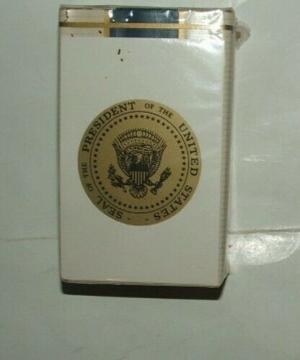 SEAL OF THE PRESIDENT OF THE UNITED STATES